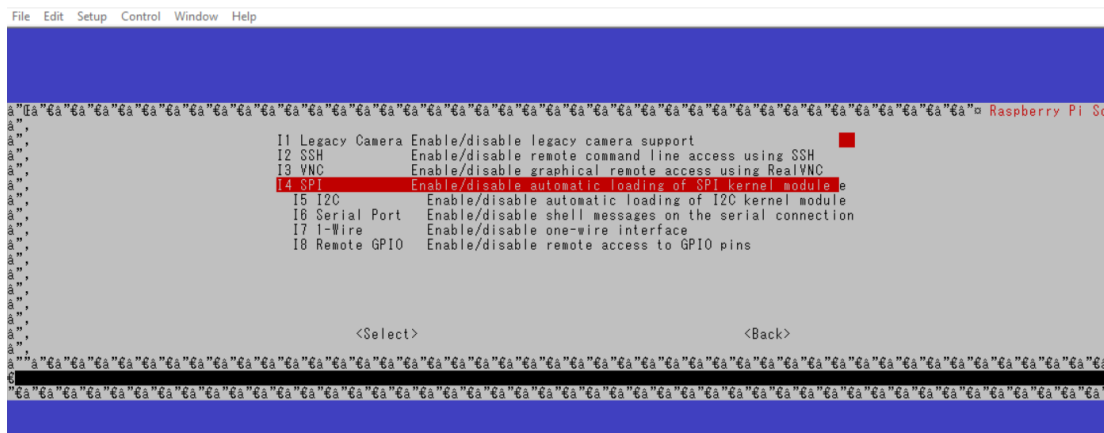 File Edit Setup Control Window Help
Raspberry Pi So
I1 Legacy Camera Enable/disable legacy camera support
I2 SSH Enable/disable remote command line access using SSH
I3 VNC Enable/disable graphical remote access using RealVNC
I4 SPI Enable/disable automatic loading of SPI kernel module e
I5 I2C Enable/disable automatic loading of I2C kernel module
I6 Serial Port Enable/disable shell messages on the serial connection
I7 1-Wire Enable/disable one-wire interface
I8 Remote GPIO Enable/disable remote access to GPIO pins
<Select> <Back>